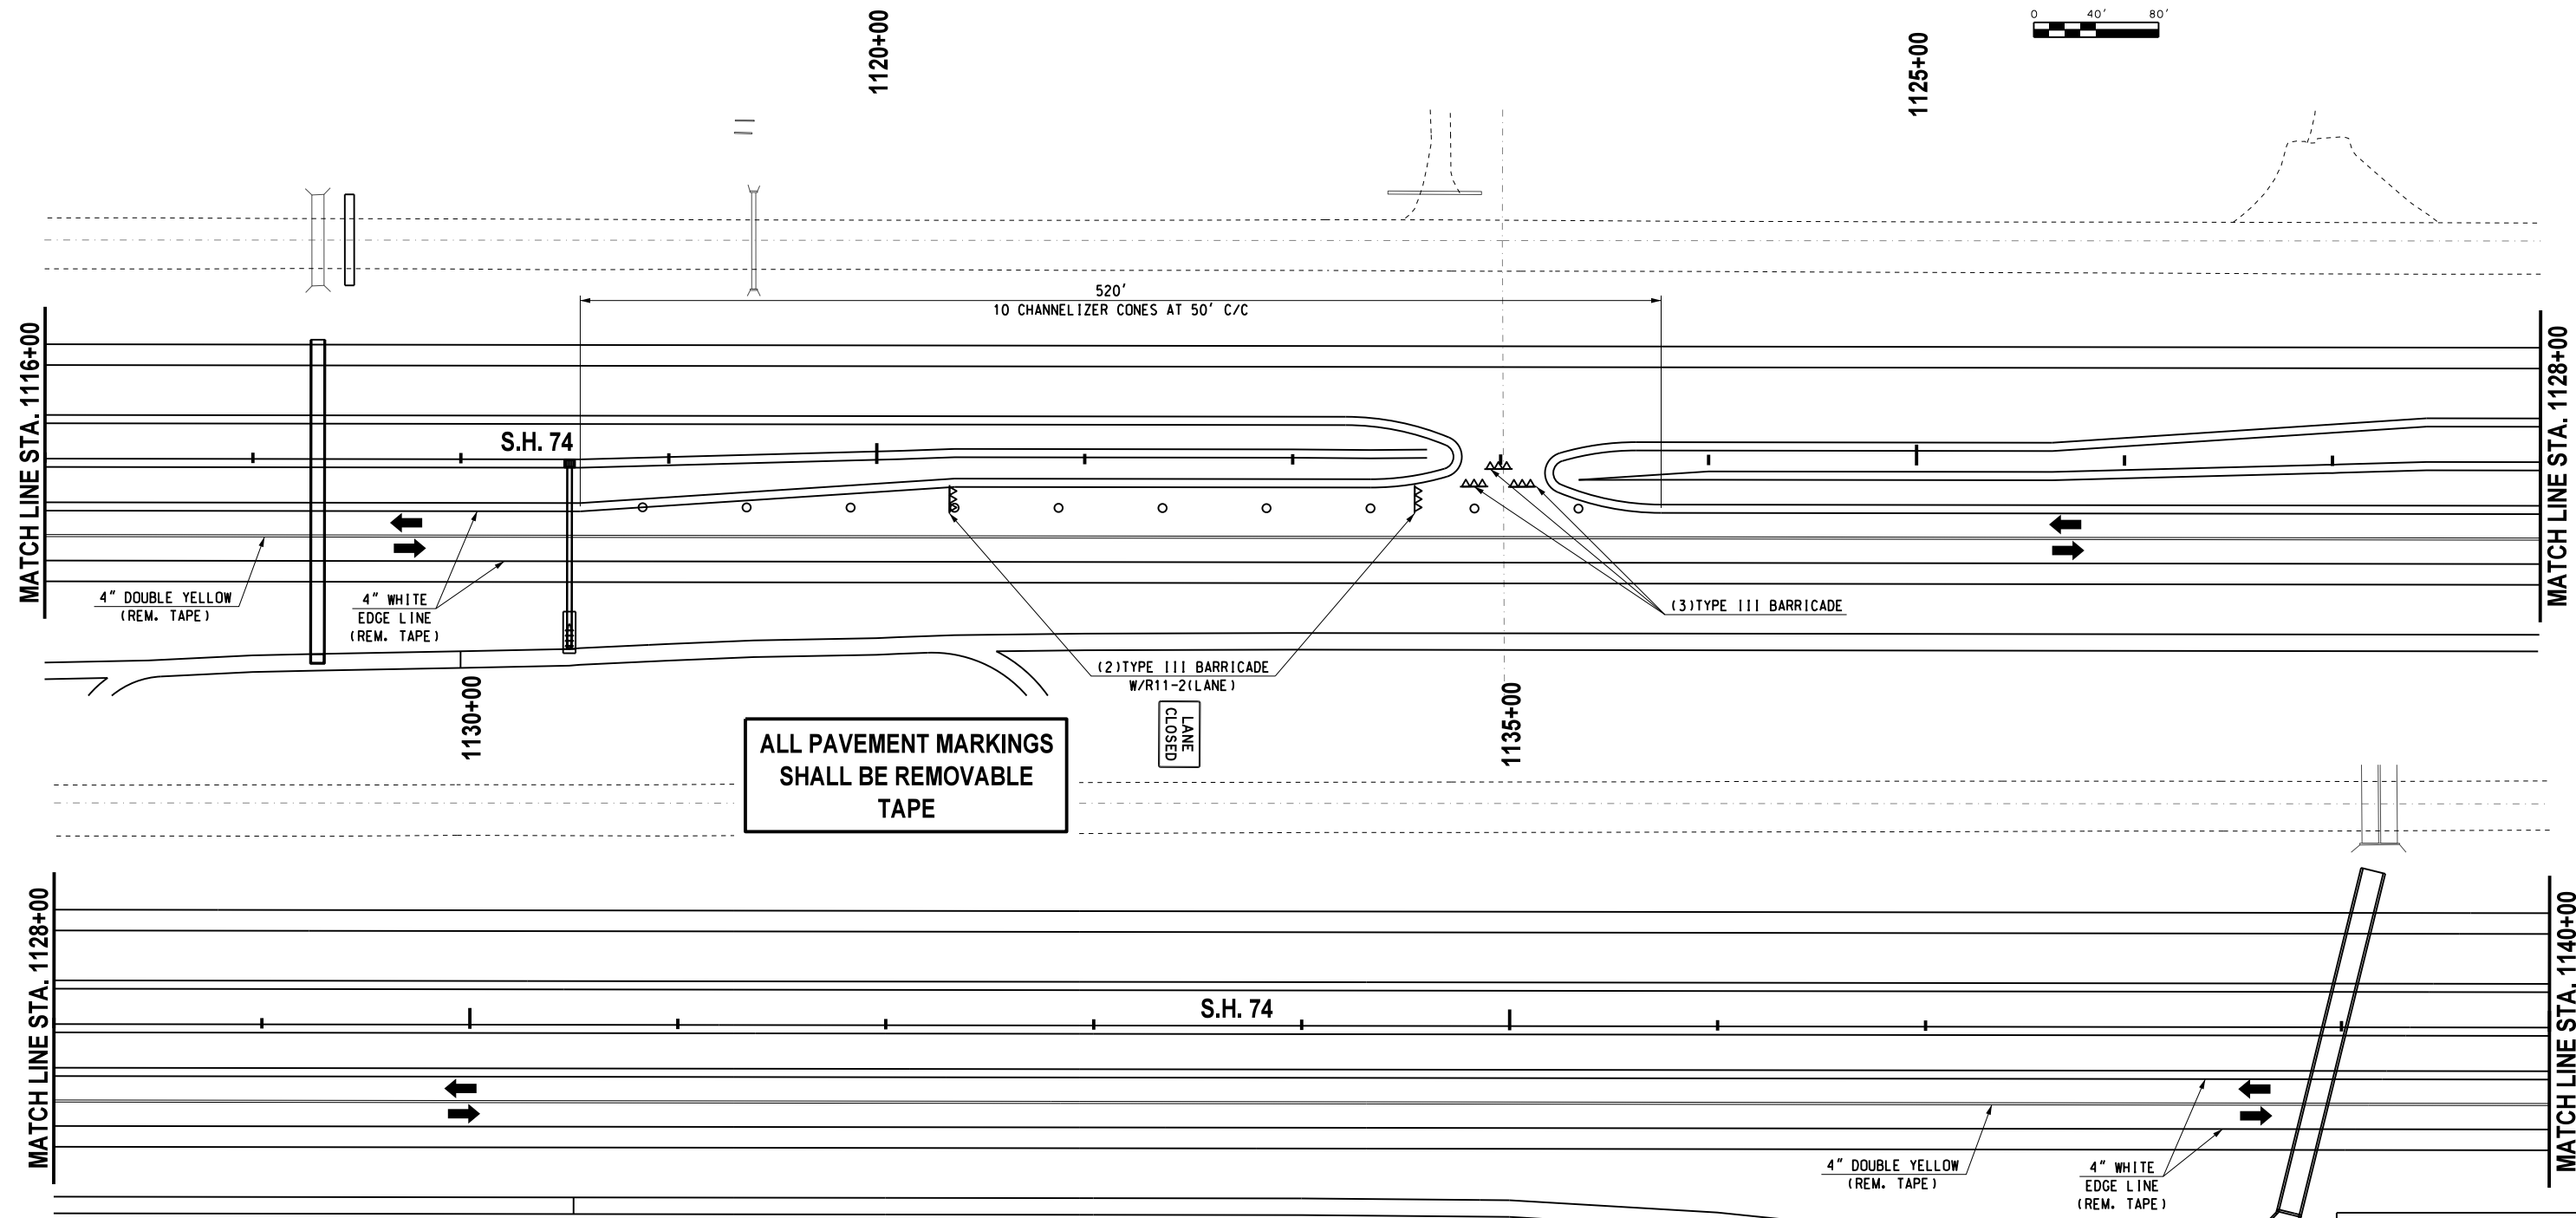 0 40' 80'
1120+00
1125+00
520'
10 CHANNELIZER CONES AT 50' C/C
MATCH LINE STA. 1116+00
MATCH LINE STA. 1128+00
S.H. 74
4" DOUBLE YELLOW
(REM. TAPE)
4" WHITE
EDGE LINE
(REM. TAPE)
(3)TYPE III BARRICADE
(2)TYPE III BARRICADE
W/R11-2(LANE)
LANE
CLOSED
1130+00
1135+00
ALL PAVEMENT MARKINGS
SHALL BE REMOVABLE
TAPE
MATCH LINE STA. 1128+00
MATCH LINE STA. 1140+00
S.H. 74
4" DOUBLE YELLOW
(REM. TAPE)
4" WHITE
EDGE LINE
(REM. TAPE)